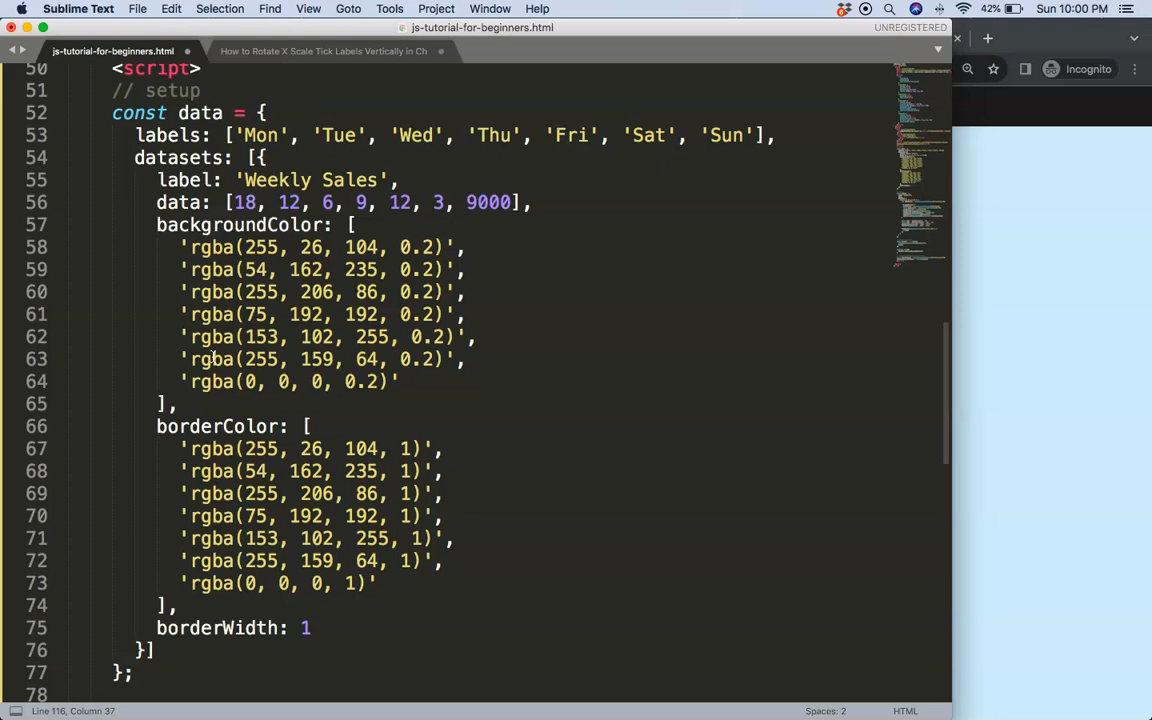 Sublime Text File Edit Selection Find View Goto Tools Project Window Help 42% Sun 10:00 PM
js-tutorial-for-beginners.html UNREGISTERED
js-tutorial-for-beginners.html How to Rotate X Scale Tick Labels Vertically in Ch
Incognito
50 <script>
51 // setup
52 const data = {
53 labels: ['Mon', 'Tue', 'Wed', 'Thu', 'Fri', 'Sat', 'Sun'],
54 datasets: [{
55 label: 'Weekly Sales',
56 data: [18, 12, 6, 9, 12, 3, 9000],
57 backgroundColor: [
58 'rgba(255, 26, 104, 0.2)',
59 'rgba(54, 162, 235, 0.2)',
60 'rgba(255, 206, 86, 0.2)',
61 'rgba(75, 192, 192, 0.2)',
62 'rgba(153, 102, 255, 0.2)',
63 'rgba(255, 159, 64, 0.2)',
64 'rgba(0, 0, 0, 0.2)'
65 ],
66 borderColor: [
67 'rgba(255, 26, 104, 1)',
68 'rgba(54, 162, 235, 1)',
69 'rgba(255, 206, 86, 1)',
70 'rgba(75, 192, 192, 1)',
71 'rgba(153, 102, 255, 1)',
72 'rgba(255, 159, 64, 1)',
73 'rgba(0, 0, 0, 1)'
74 ],
75 borderWidth: 1
76 }]
77 };
78
Line 116, Column 37 Spaces: 2 HTML